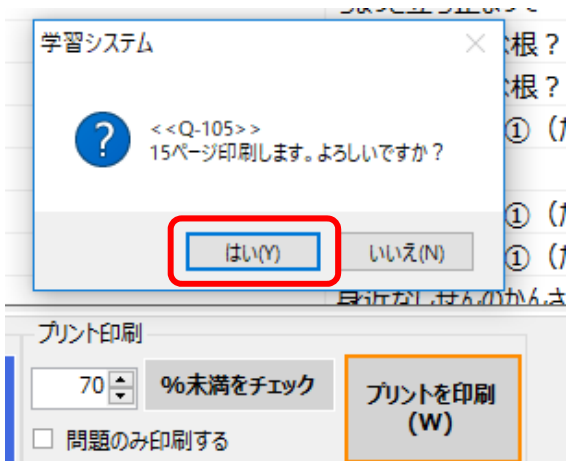 学習システム
根？
根？
<<Q-105>>
15ページ印刷します。よろしいですか？
①（
①（
はい(Y)
いいえ(N)
①（
プリント印刷
70
%未満をチェック
プリントを印刷
(W)
問題のみ印刷する